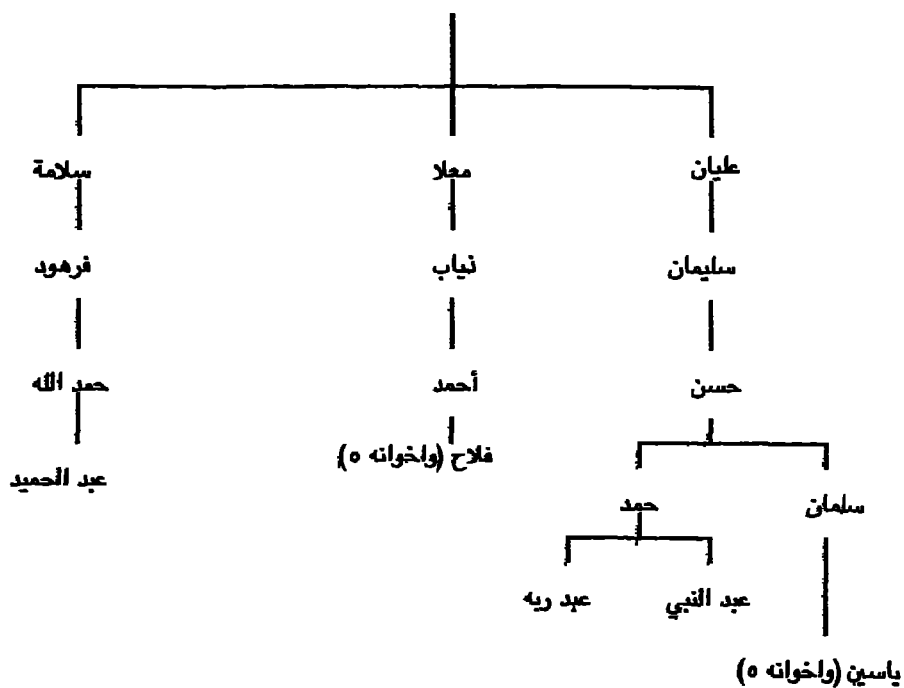 عليان
معلا
سلامة
سليمان
نياب
فرهود
حسن
أحمد
حمد الله
فلاح (واخوانه ٥)
عبد الحميد
سلمان
حمد
عبد النبي
عبد ريه
ياسين (واخوانه ٥)